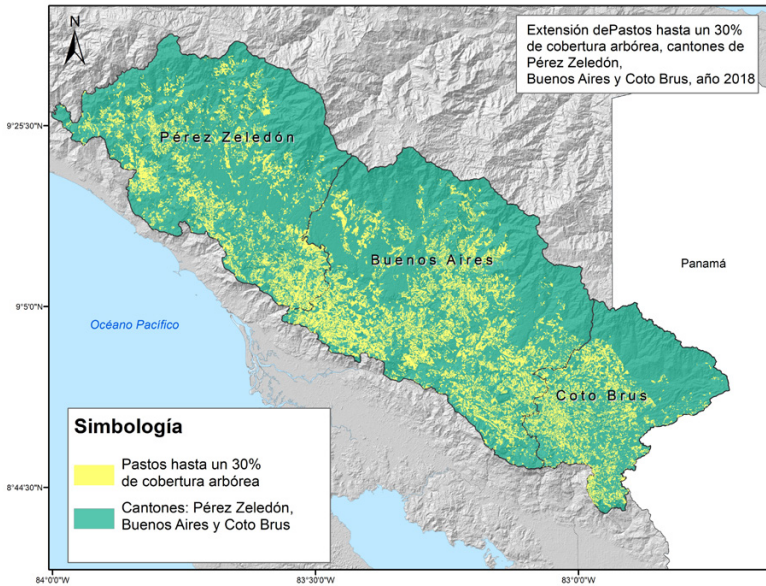 N
Extensión dePastos hasta un 30%
de cobertura arbórea, cantones de
Pérez Zeledón,
Buenos Aires y Coto Brus, año 2018
9°25'30"N
Pérez Zeledón
Buenos Aires
Panamá
9°5'0"N
Océano Pacífico
Coto Brus
Simbología
Pastos hasta un 30%
de cobertura arbórea
Cantones: Pérez Zeledón,
Buenos Aires y Coto Brus
8°44'30"N
84°0'0"W
83°30'0"W
83°0'0"W